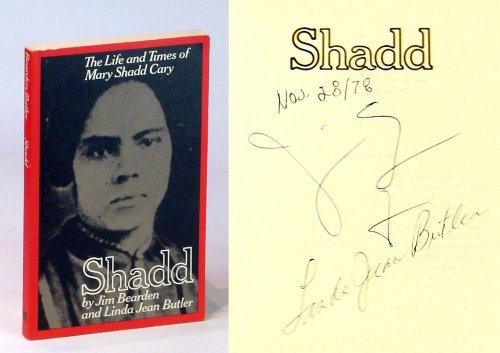 The Life and Times of
Mary Shadd Cary
Shadd
by Jim Bearden
and Linda Jean Butler
Bearden/Butler
Shadd
Shadd
Nov. 28/78
Linda Jean Butler